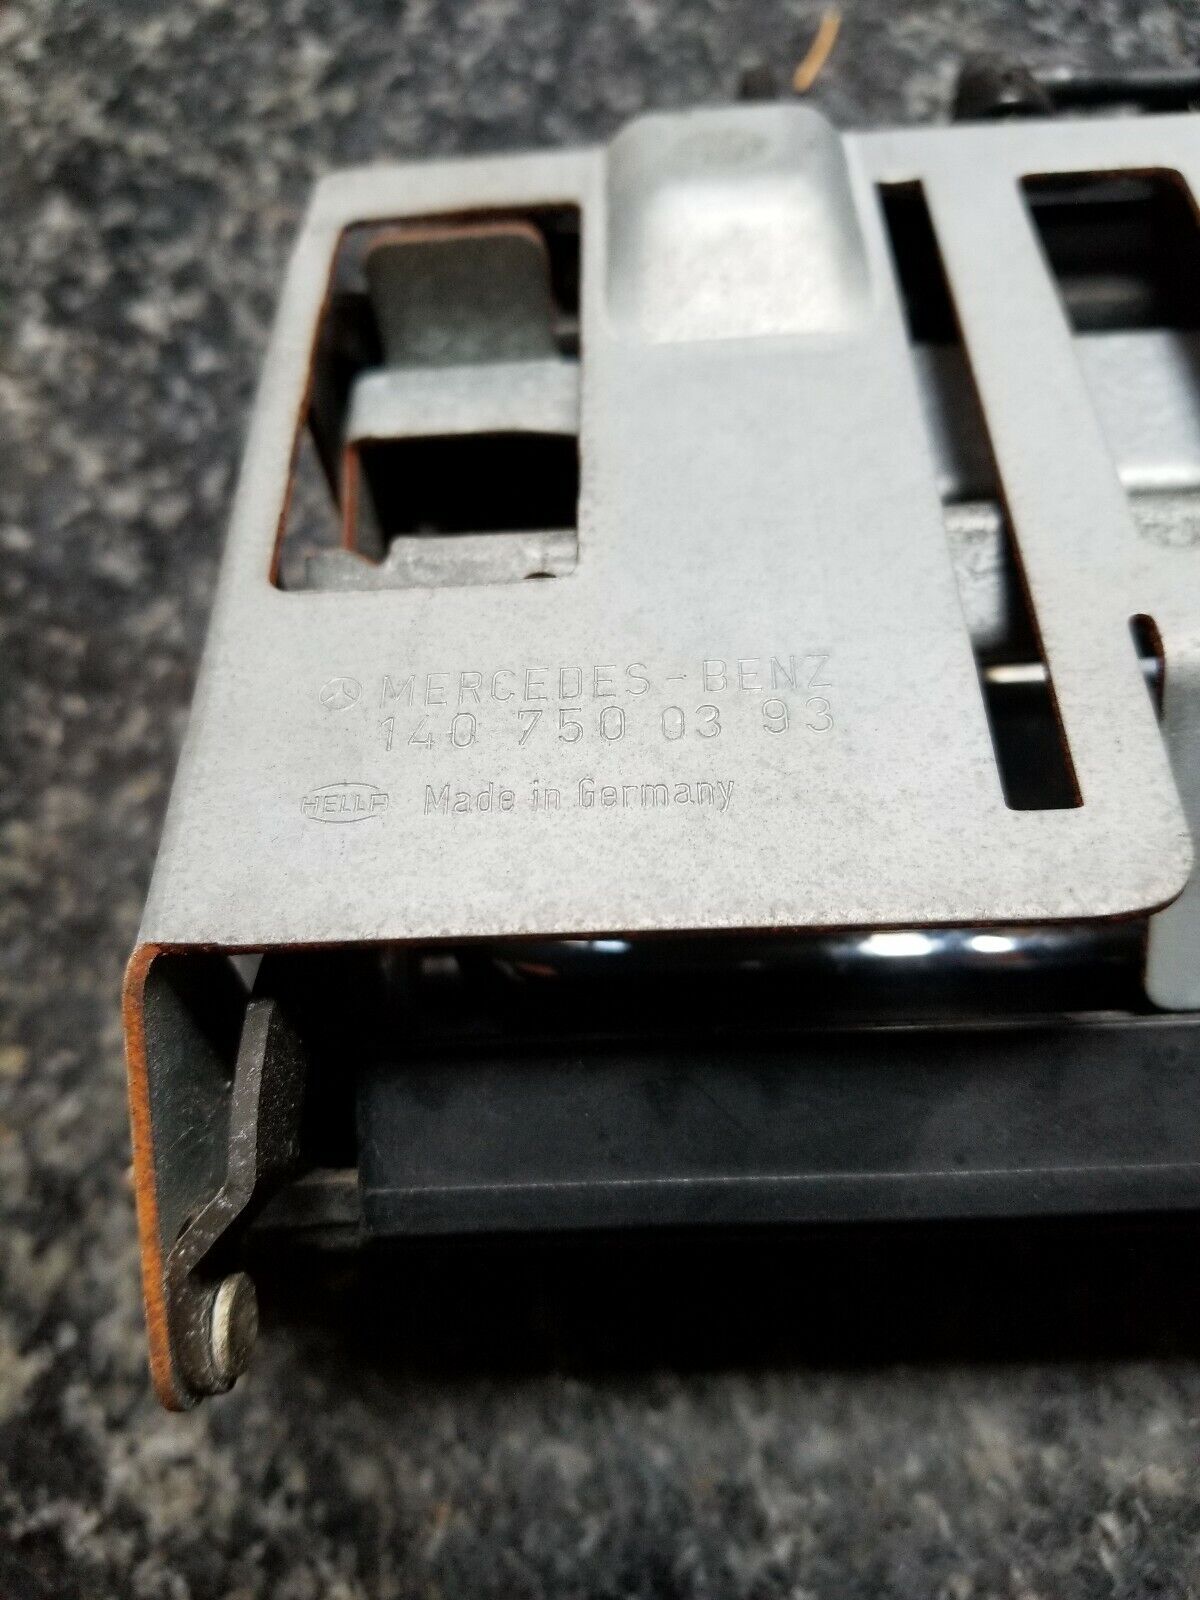 MERCEDES-BENZ
140 750 03 93
HELLA Made in Germany